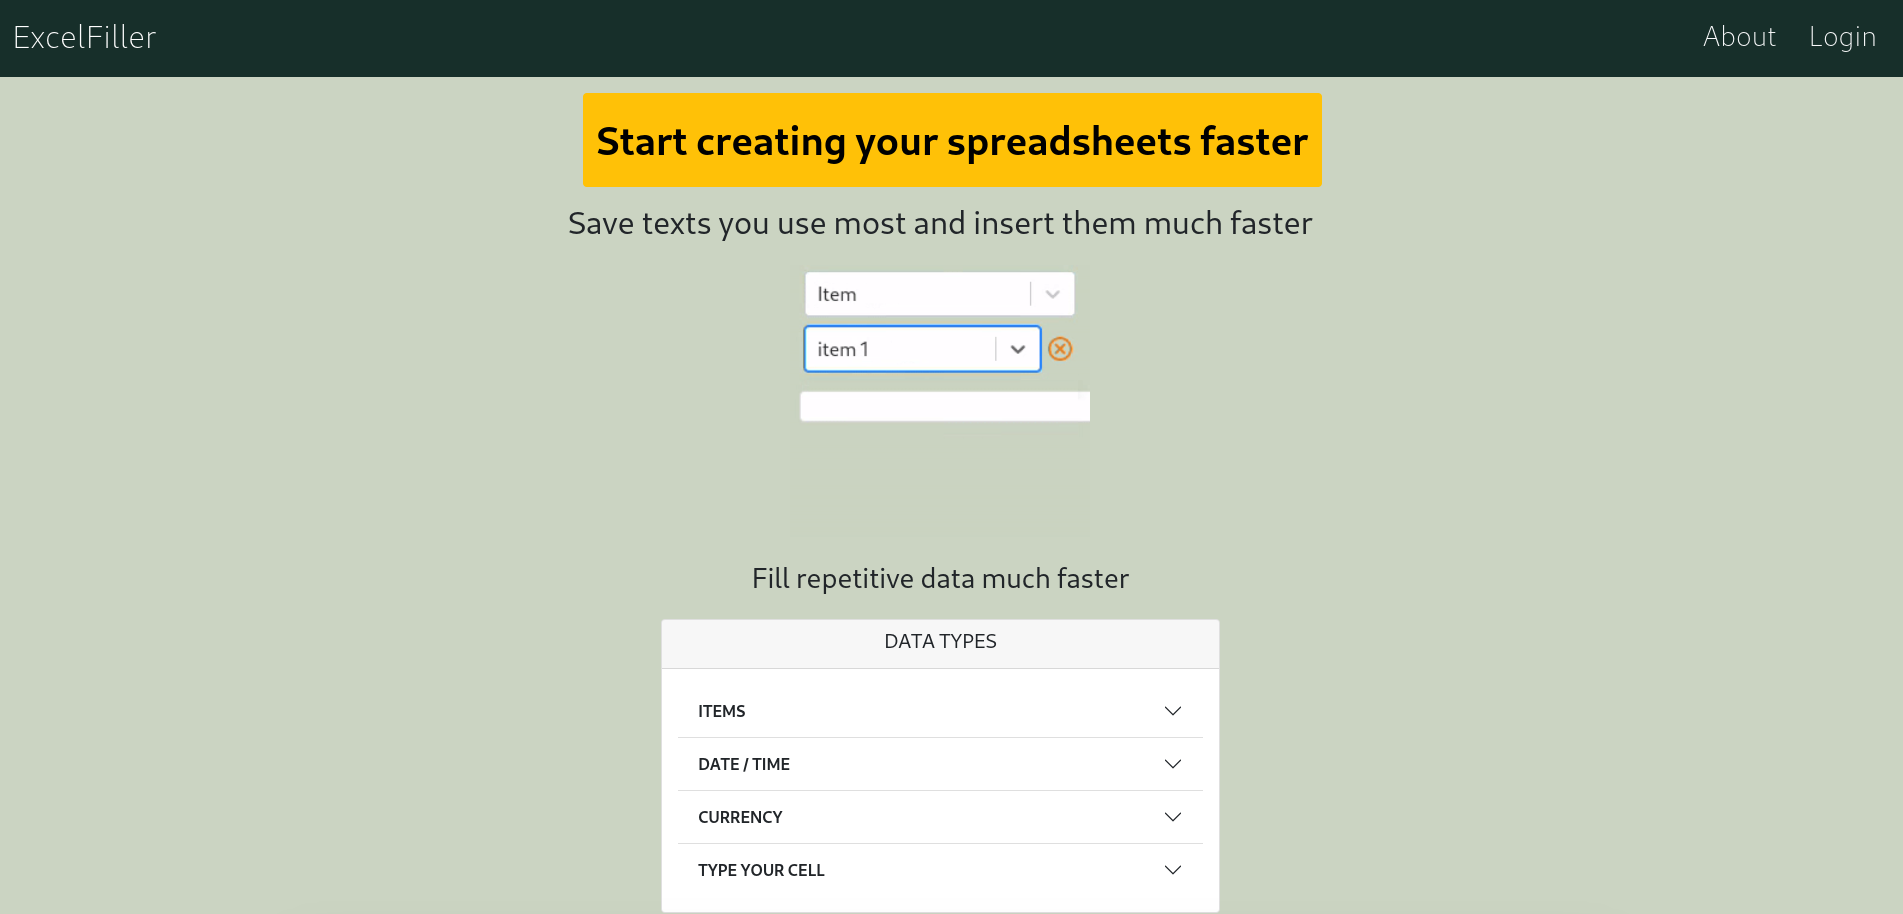 ExcelFiller
About
Login
Start creating your spreadsheets faster
Save texts you use most and insert them much faster
Item
item 1
Fill repetitive data much faster
DATA TYPES
ITEMS
DATE / TIME
CURRENCY
TYPE YOUR CELL